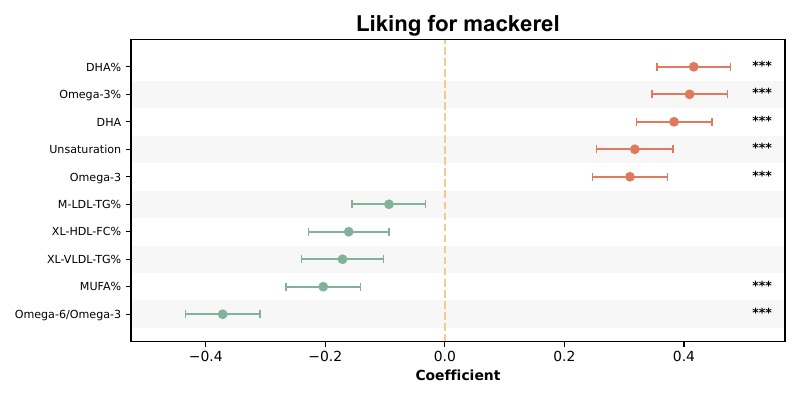 Liking for mackerel
DHA% ***
Omega-3% ***
DHA ***
Unsaturation ***
Omega-3 ***
M-LDL-TG%
XL-HDL-FC%
XL-VLDL-TG%
MUFA% ***
Omega-6/Omega-3 ***
−0.4 −0.2 0.0 0.2 0.4
Coefficient